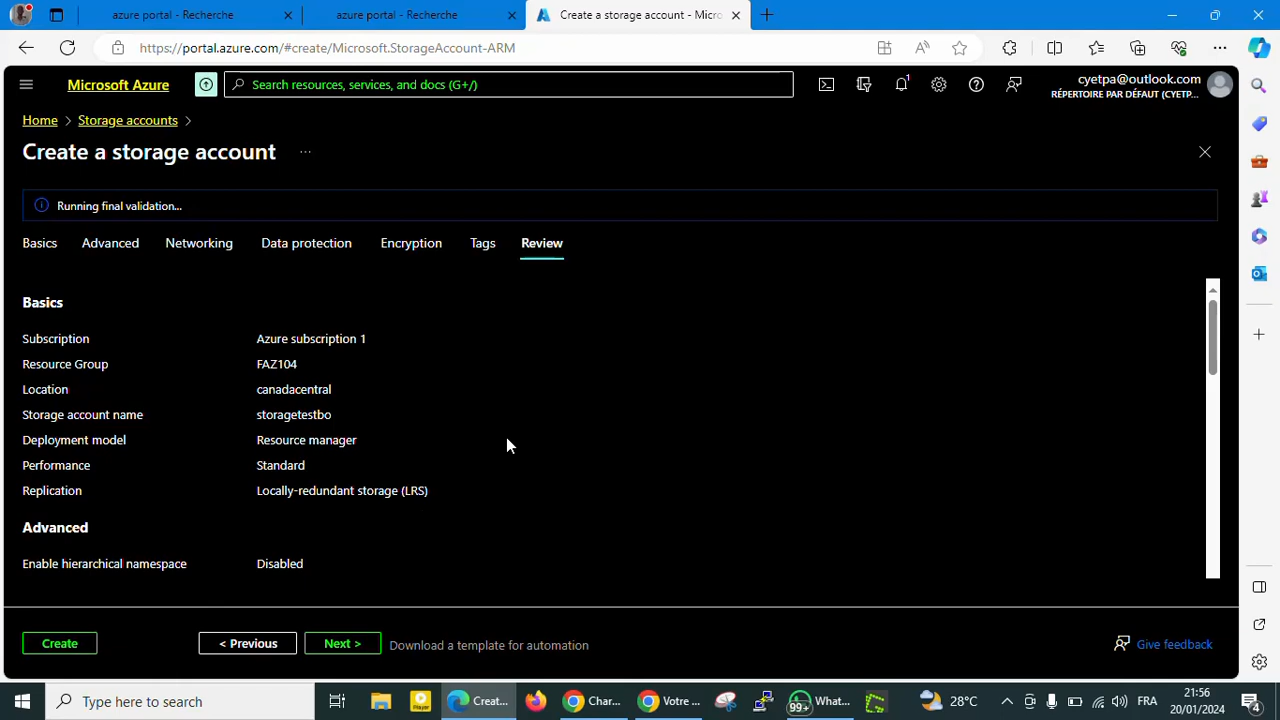 azure portal - Recherche
azure portal - Recherche
Create a storage account - Micro
https://portal.azure.com/#create/Microsoft.StorageAccount-ARM
Microsoft Azure
Search resources, services, and docs (G+/)
1
cyetpa@outlook.com
RÉPERTOIRE PAR DÉFAUT (CYETP...
Home > Storage accounts >
Create a storage account ...
Running final validation...
Basics Advanced Networking Data protection Encryption Tags Review
Basics
Subscription Azure subscription 1
Resource Group FAZ104
Location canadacentral
Storage account name storagetestbo
Deployment model Resource manager
Performance Standard
Replication Locally-redundant storage (LRS)
Advanced
Enable hierarchical namespace Disabled
Create < Previous Next > Download a template for automation Give feedback
Type here to search
Creat...
Player
Char...
Votre ...
99+
What...
28°C
FRA
21:56
20/01/2024
4